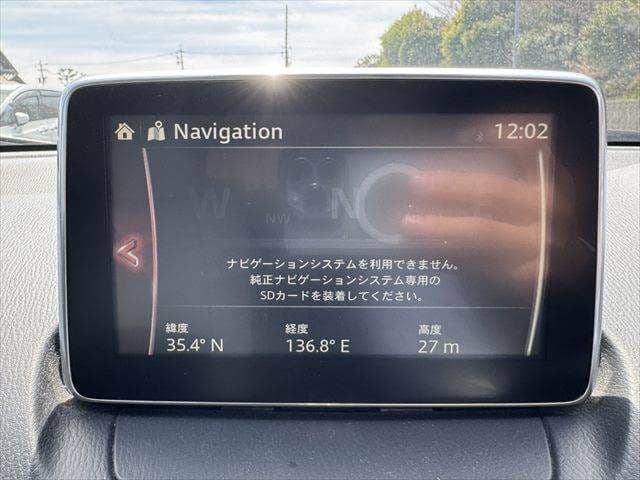 Navigation
12:02
W NW N NE E
ナビゲーションシステムを利用できません。
純正ナビゲーションシステム専用の
SDカードを装着してください。
緯度 経度 高度
35.4° N 136.8° E 27 m